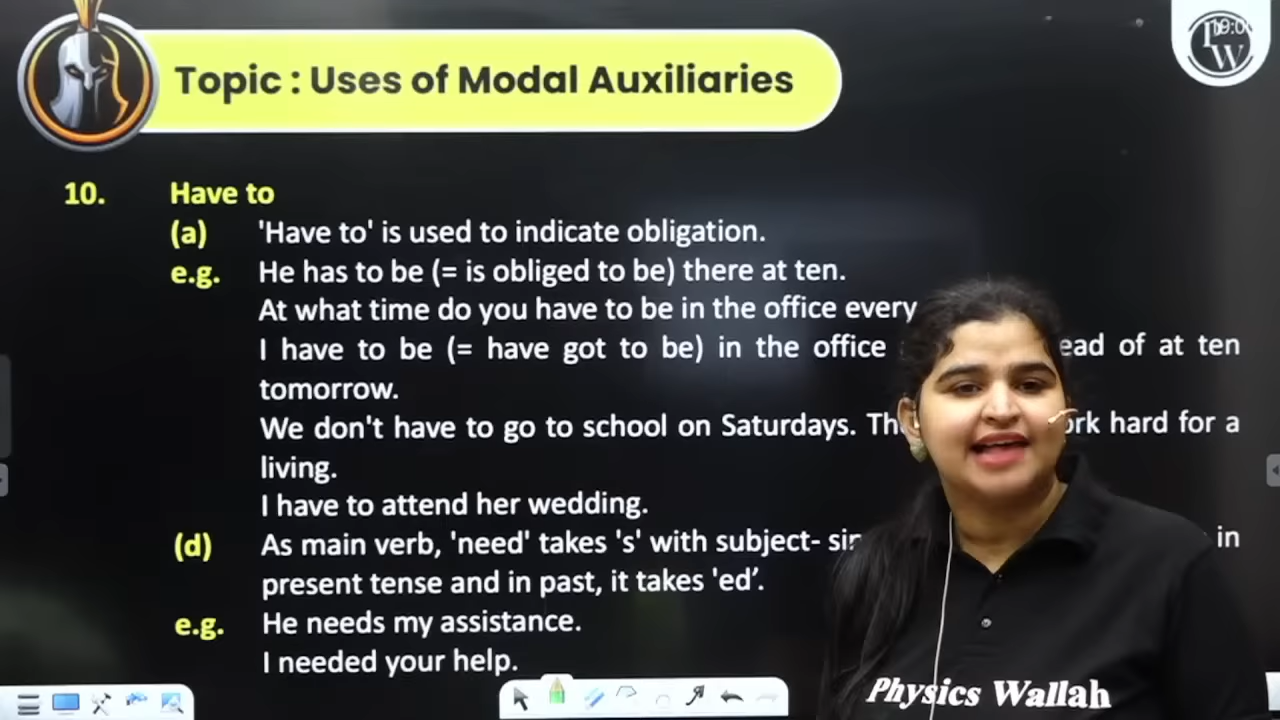 Topic : Uses of Modal Auxiliaries
19:0
PW
10. Have to
(a) 'Have to' is used to indicate obligation.
e.g. He has to be (= is obliged to be) there at ten.
At what time do you have to be in the office every
I have to be (= have got to be) in the office ead of at ten
tomorrow.
We don't have to go to school on Saturdays. Th rk hard for a
living.
I have to attend her wedding.
(d) As main verb, 'need' takes 's' with subject- sin in
present tense and in past, it takes 'ed'.
e.g. He needs my assistance.
I needed your help.
Physics Wallah